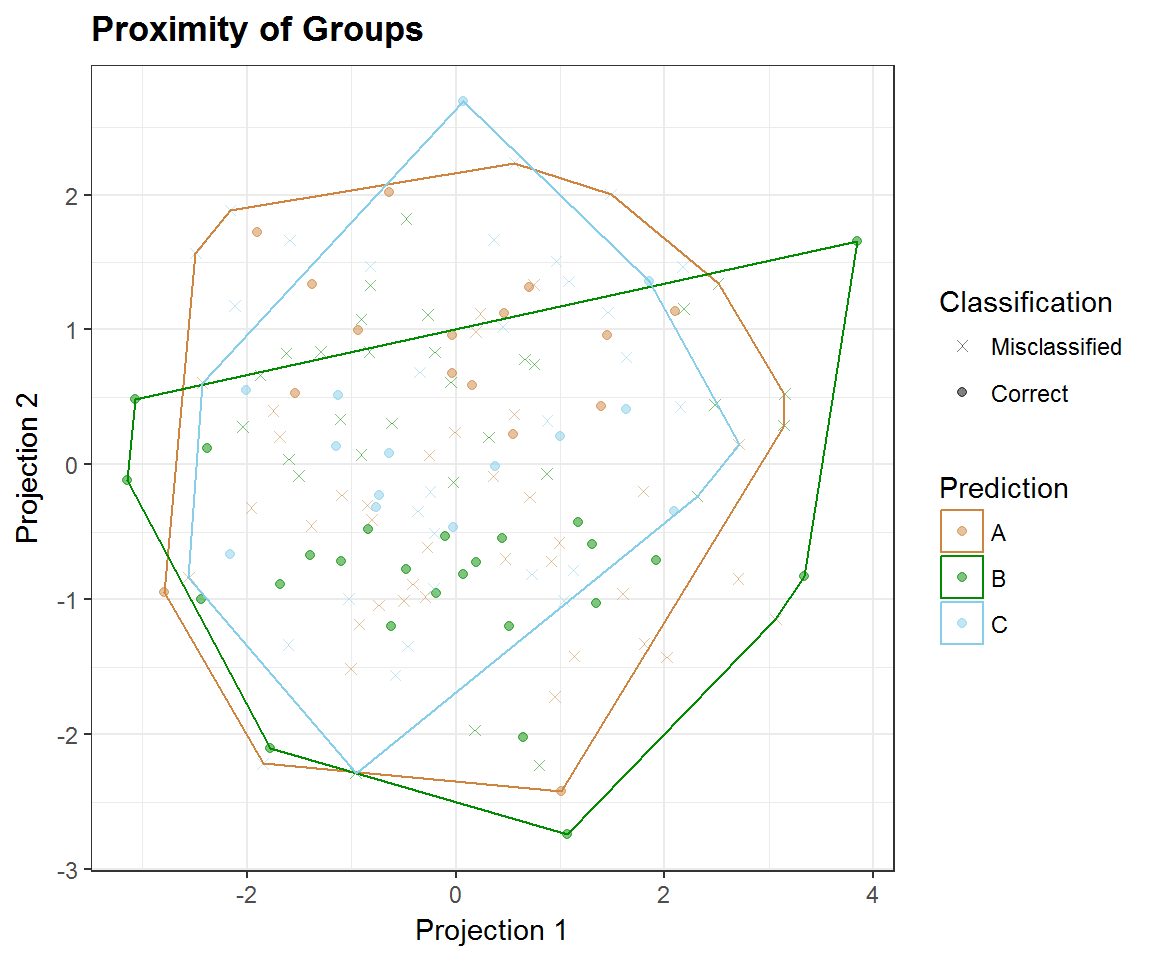 Proximity of Groups
2
1
0
-1
-2
-3
-2
0
2
4
Projection 1
Projection 2
Classification
Misclassified
Correct
Prediction
A
B
C